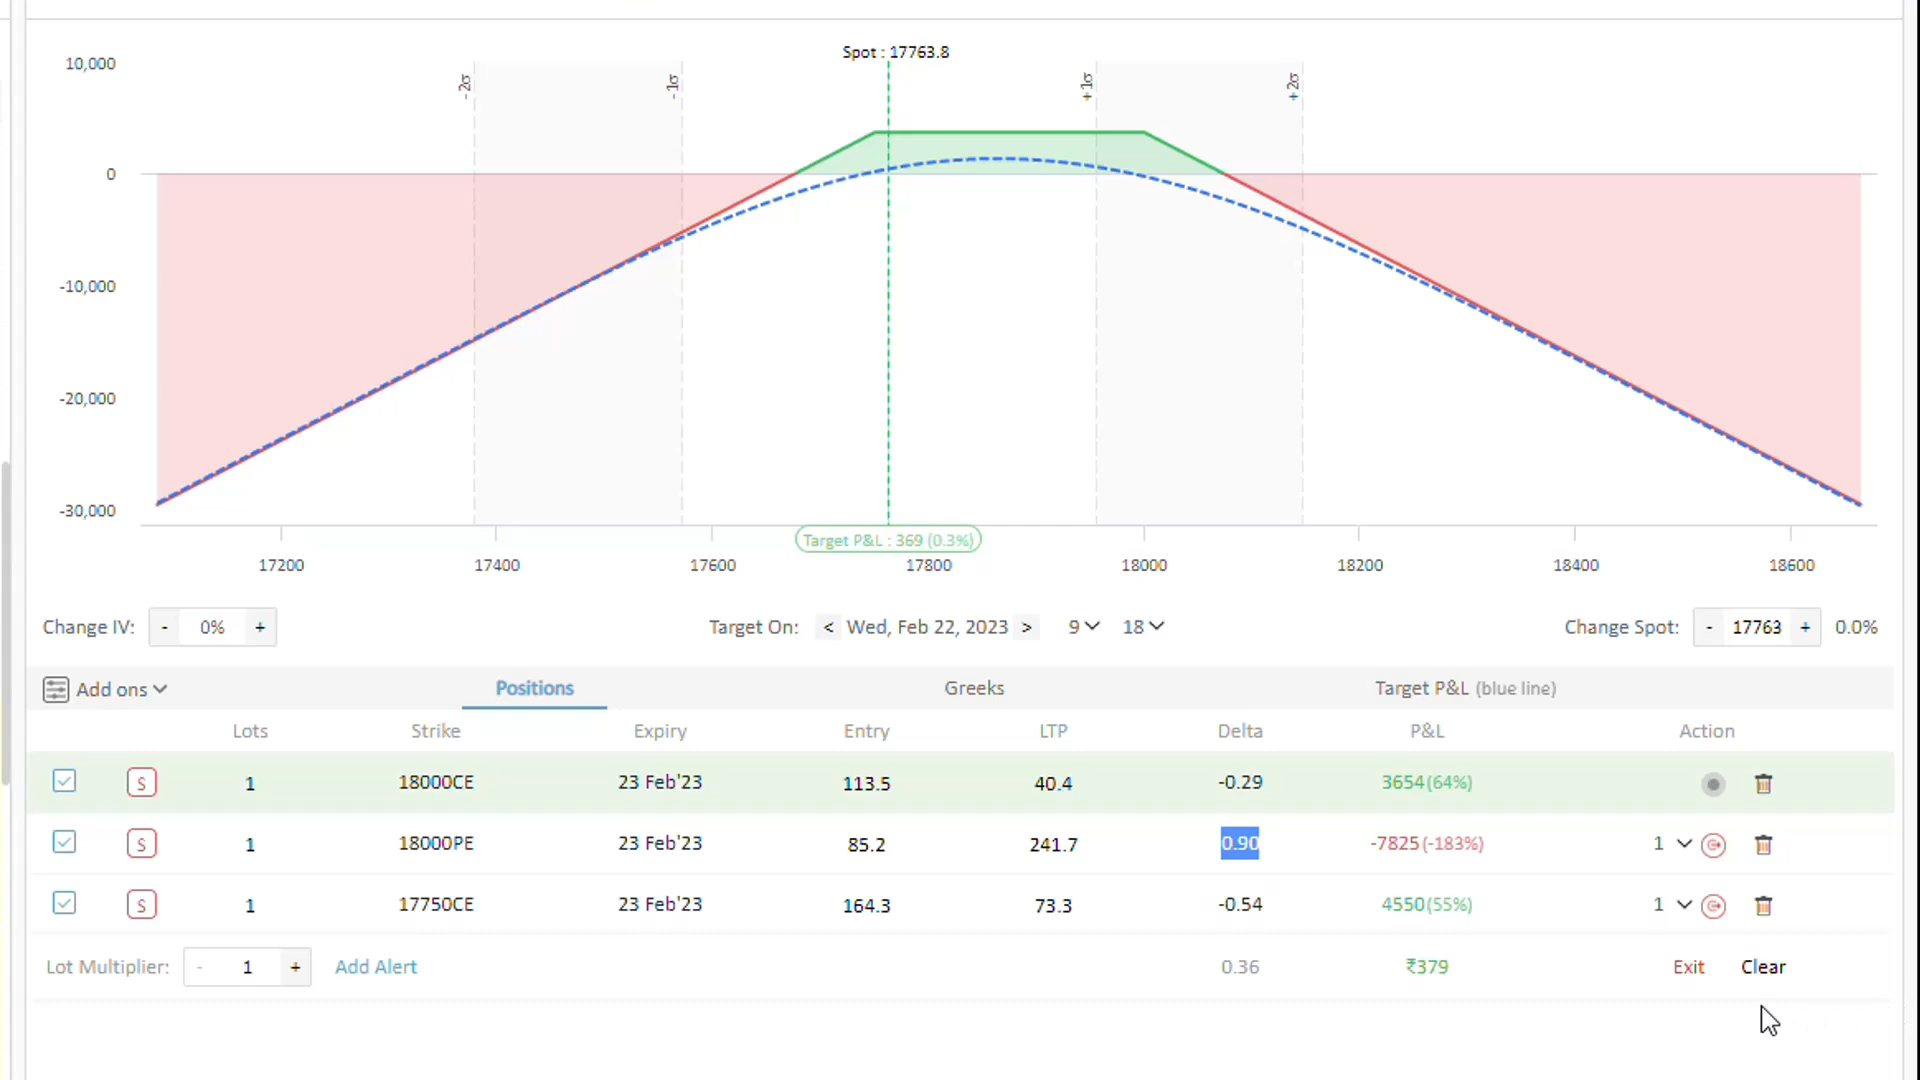 Spot : 17763.8
10,000
-2σ
-1σ
+1σ
+2σ
0
-10,000
-20,000
-30,000
Target P&L : 369 (0.3%)
17200 17400 17600 17800 18000 18200 18400 18600
Change IV: - 0% + Target On: < Wed, Feb 22, 2023 > 9 18 Change Spot: - 17763 + 0.0%
Add ons Positions Greeks Target P&L (blue line)
Lots Strike Expiry Entry LTP Delta P&L Action
S 1 18000CE 23 Feb'23 113.5 40.4 -0.29 3654(64%)
S 1 18000PE 23 Feb'23 85.2 241.7 0.90 -7825(-183%) 1
S 1 17750CE 23 Feb'23 164.3 73.3 -0.54 4550(55%) 1
Lot Multiplier: - 1 + Add Alert 0.36 ₹379 Exit Clear